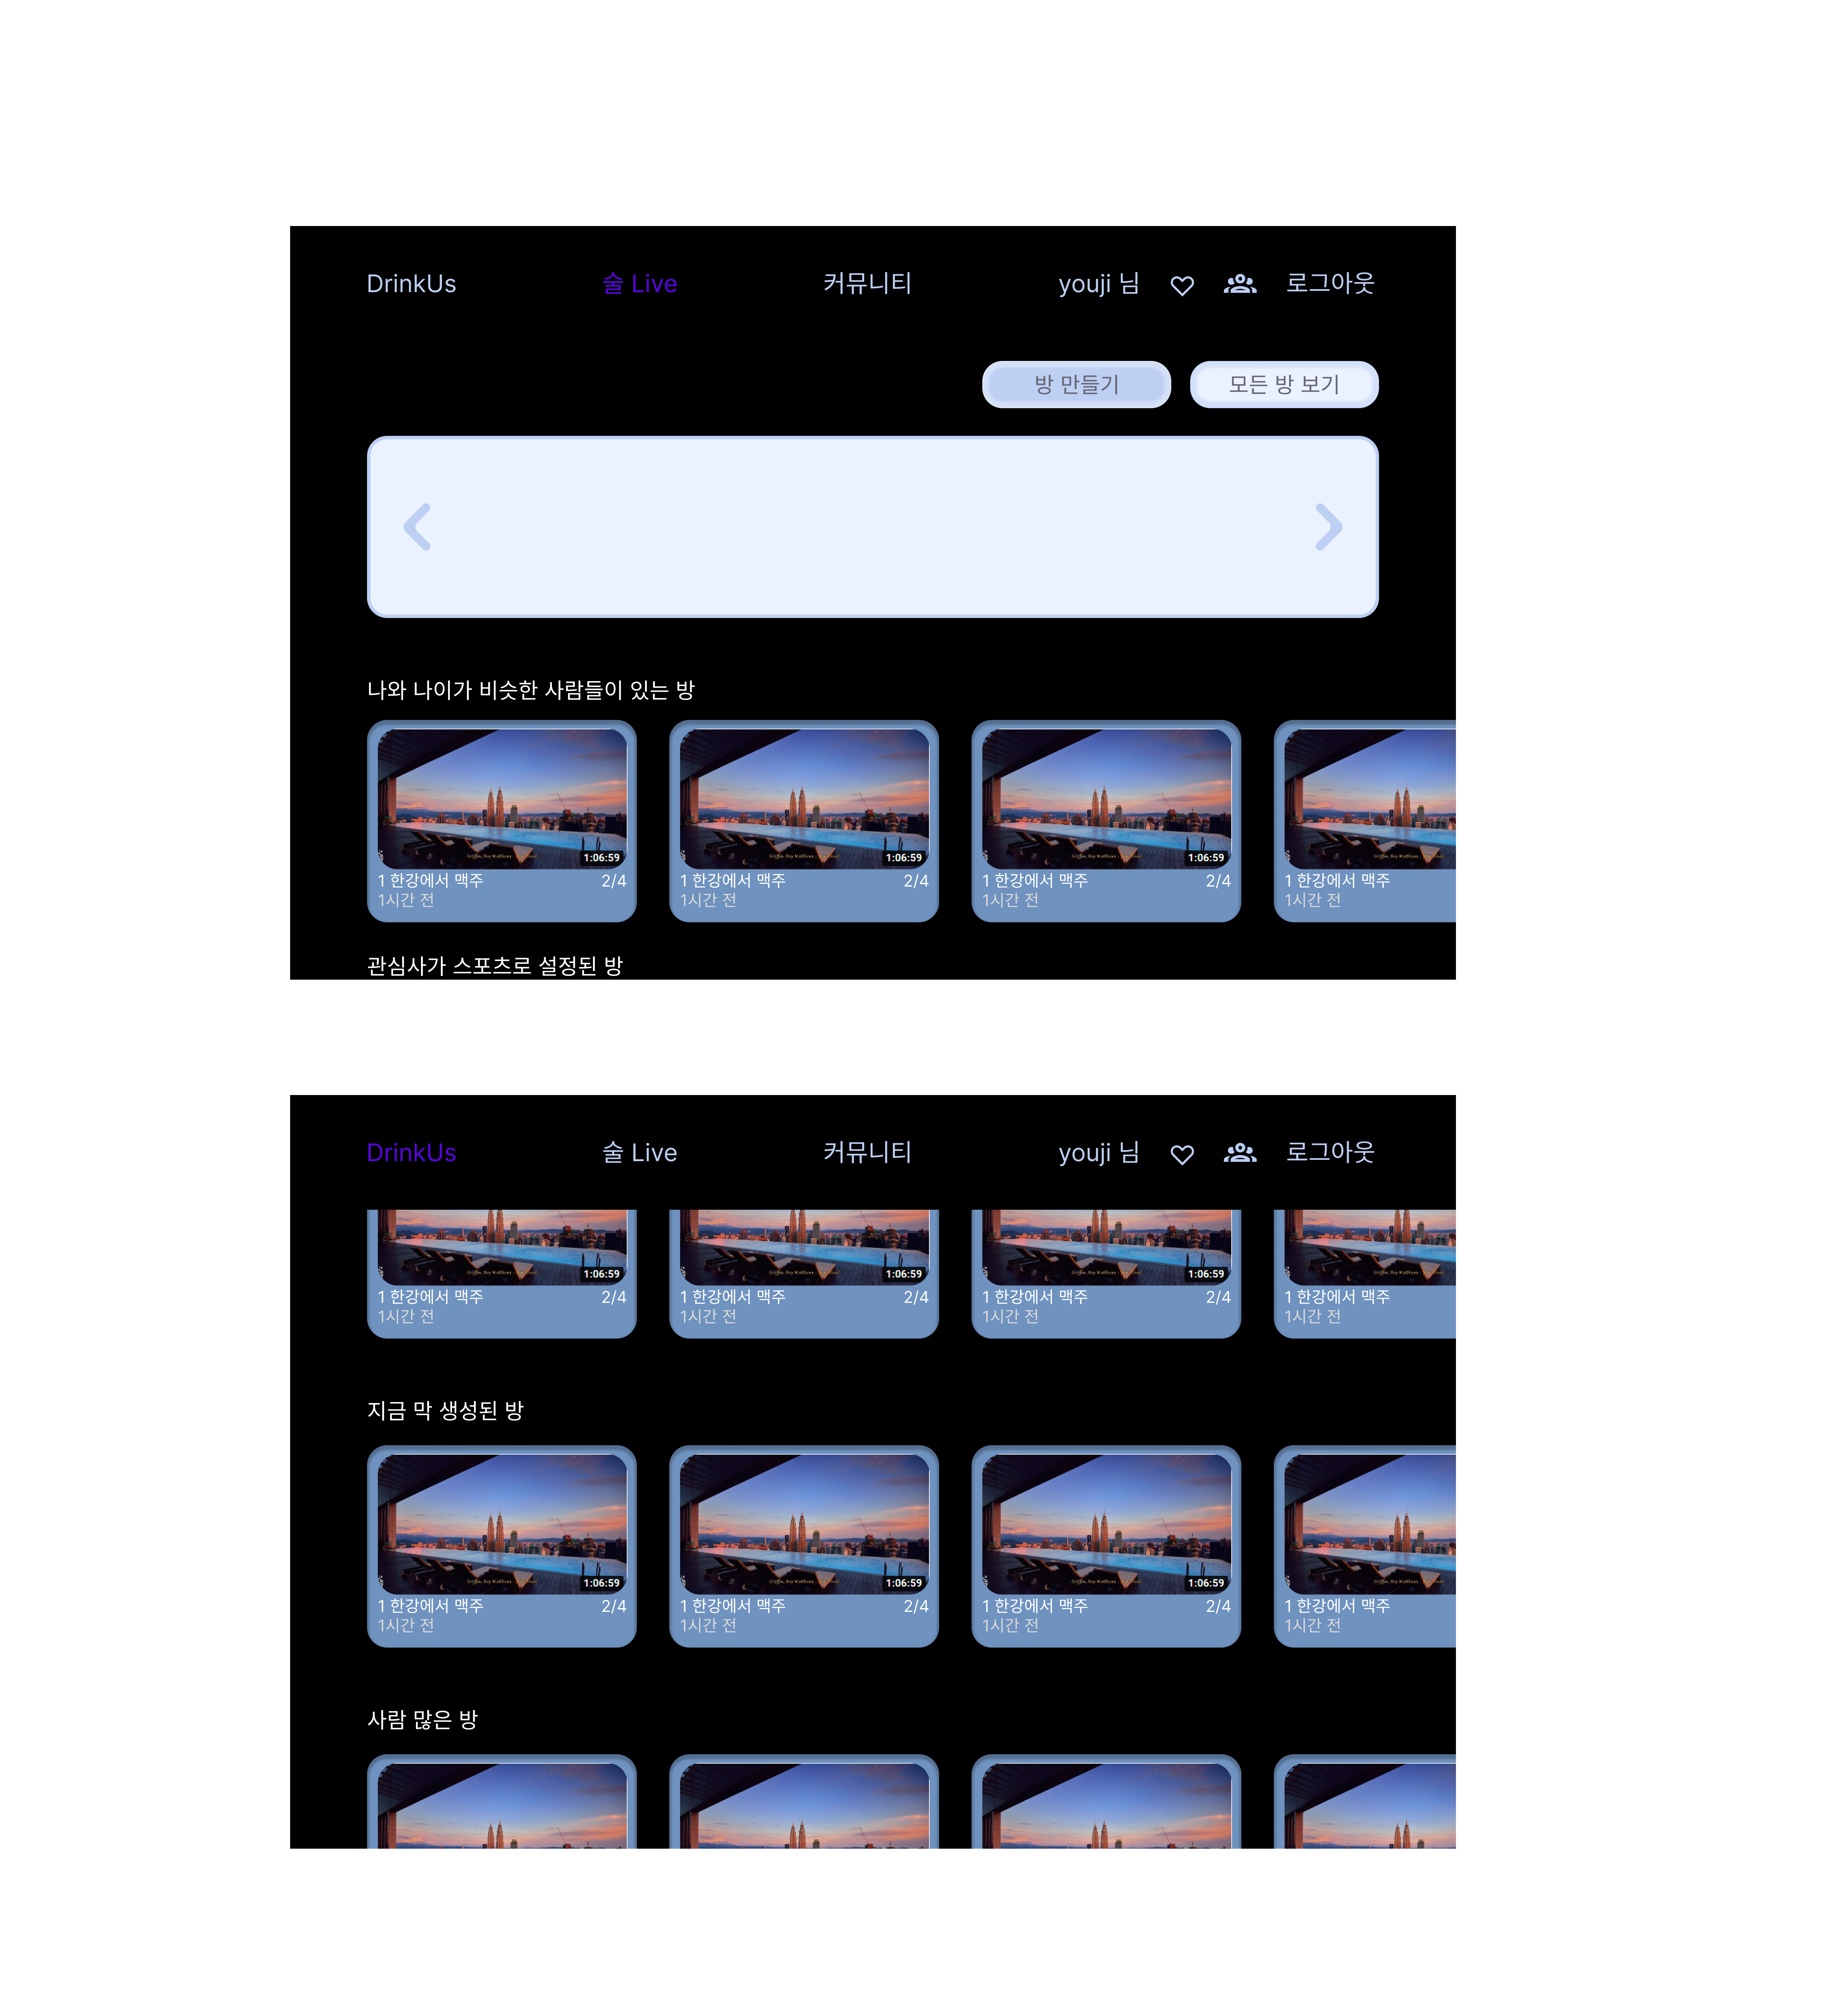 DrinkUs 술 Live 커뮤니티 youji 님 로그아웃
방 만들기 모든 방 보기
나와 나이가 비슷한 사람들이 있는 방
1:06:59 1:06:59 1:06:59
1 한강에서 맥주 2/4 1 한강에서 맥주 2/4 1 한강에서 맥주 2/4 1 한강에서 맥주
1시간 전 1시간 전 1시간 전 1시간 전
관심사가 스포츠로 설정된 방
DrinkUs 술 Live 커뮤니티 youji 님 로그아웃
1:06:59 1:06:59 1:06:59
1 한강에서 맥주 2/4 1 한강에서 맥주 2/4 1 한강에서 맥주 2/4 1 한강에서 맥주
1시간 전 1시간 전 1시간 전 1시간 전
지금 막 생성된 방
1:06:59 1:06:59 1:06:59
1 한강에서 맥주 2/4 1 한강에서 맥주 2/4 1 한강에서 맥주 2/4 1 한강에서 맥주
1시간 전 1시간 전 1시간 전 1시간 전
사람 많은 방